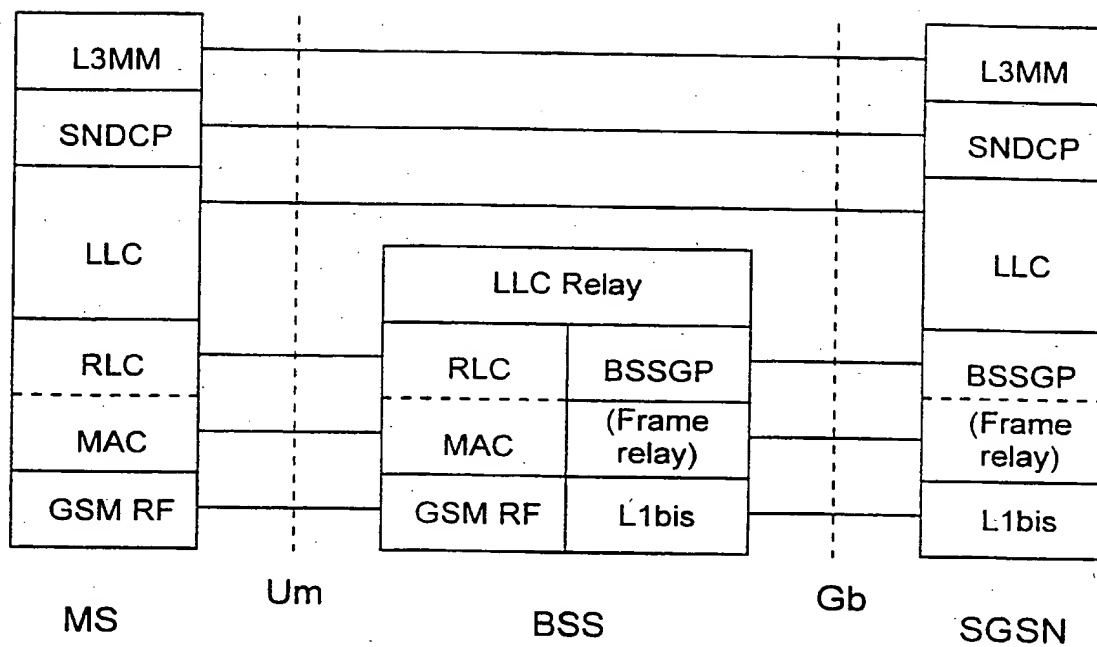 L3MM
L3MM
SNDCP
SNDCP
LLC
LLC Relay
LLC
RLC
RLC
BSSGP
BSSGP
MAC
MAC
(Frame
relay)
(Frame
relay)
GSM RF
GSM RF
L1bis
L1bis
MS
Um
BSS
Gb
SGSN